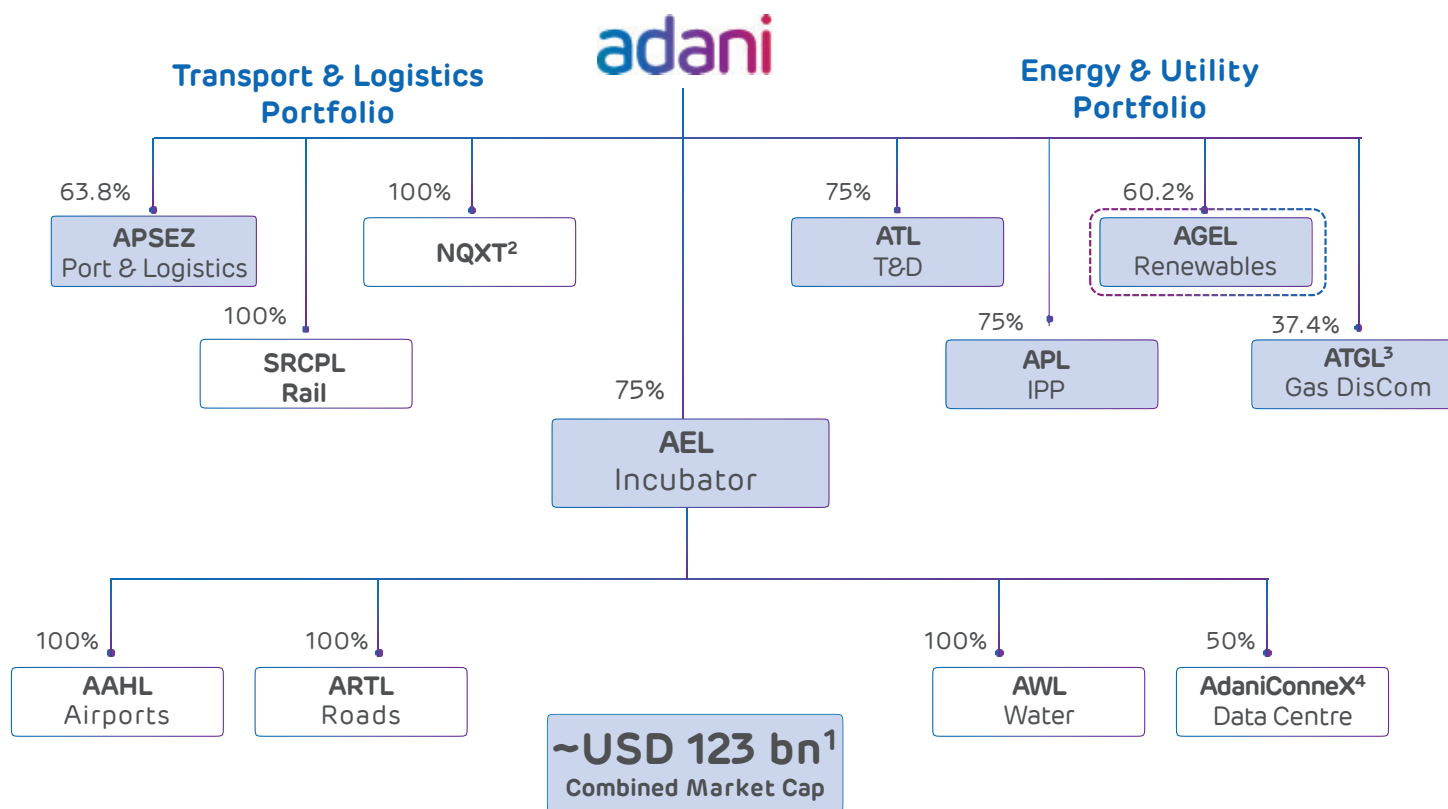 adani
Transport & Logistics
Portfolio
Energy & Utility
Portfolio
63.8%
APSEZ
Port & Logistics
100%
SRCPL
Rail
100%
NQXT²
75%
ATL
T&D
75%
APL
IPP
60.2%
AGEL
Renewables
37.4%
ATGL³
Gas DisCom
75%
AEL
Incubator
100%
AAHL
Airports
100%
ARTL
Roads
100%
AWL
Water
50%
AdaniConneX⁴
Data Centre
~USD 123 bn¹
Combined Market Cap